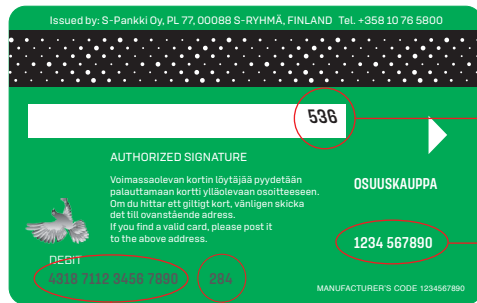 Issued by: S-Pankki Oy, PL 77, 00088 S-RYHMÄ, FINLAND Tel. +358 10 76 5800
536
AUTHORIZED SIGNATURE
Voimassaolevan kortin löytäjää pyydetään
palauttamaan kortti ylläolevaan osoitteeseen.
Om du hittar ett giltigt kort, vänligen skicka
det till ovanstående adress.
If you find a valid card, please post it
to the above address.
OSUUSKAUPPA
1234 567890
DEBIT
4318 7112 3456 7890 284
MANUFACTURER'S CODE 1234567890